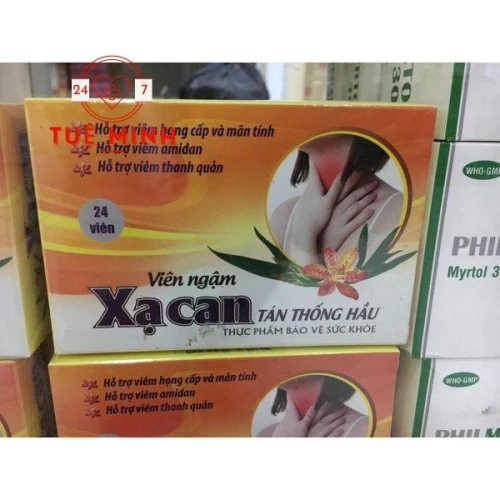 24 7
TUỆ MINH
Hỗ trợ viêm họng cấp và mãn tính
Hỗ trợ viêm amidan
Hỗ trợ viêm thanh quản
24
viên
Viên ngậm
Xạ can TÁN THỐNG HẦU
THỰC PHẨM BẢO VỆ SỨC KHỎE
Hỗ trợ viêm họng cấp và mãn tính
Hỗ trợ viêm amidan
Hỗ trợ viêm thanh quản
WHO-GMP
PHIL
Myrtol 3
WHO-GMP
PHILM